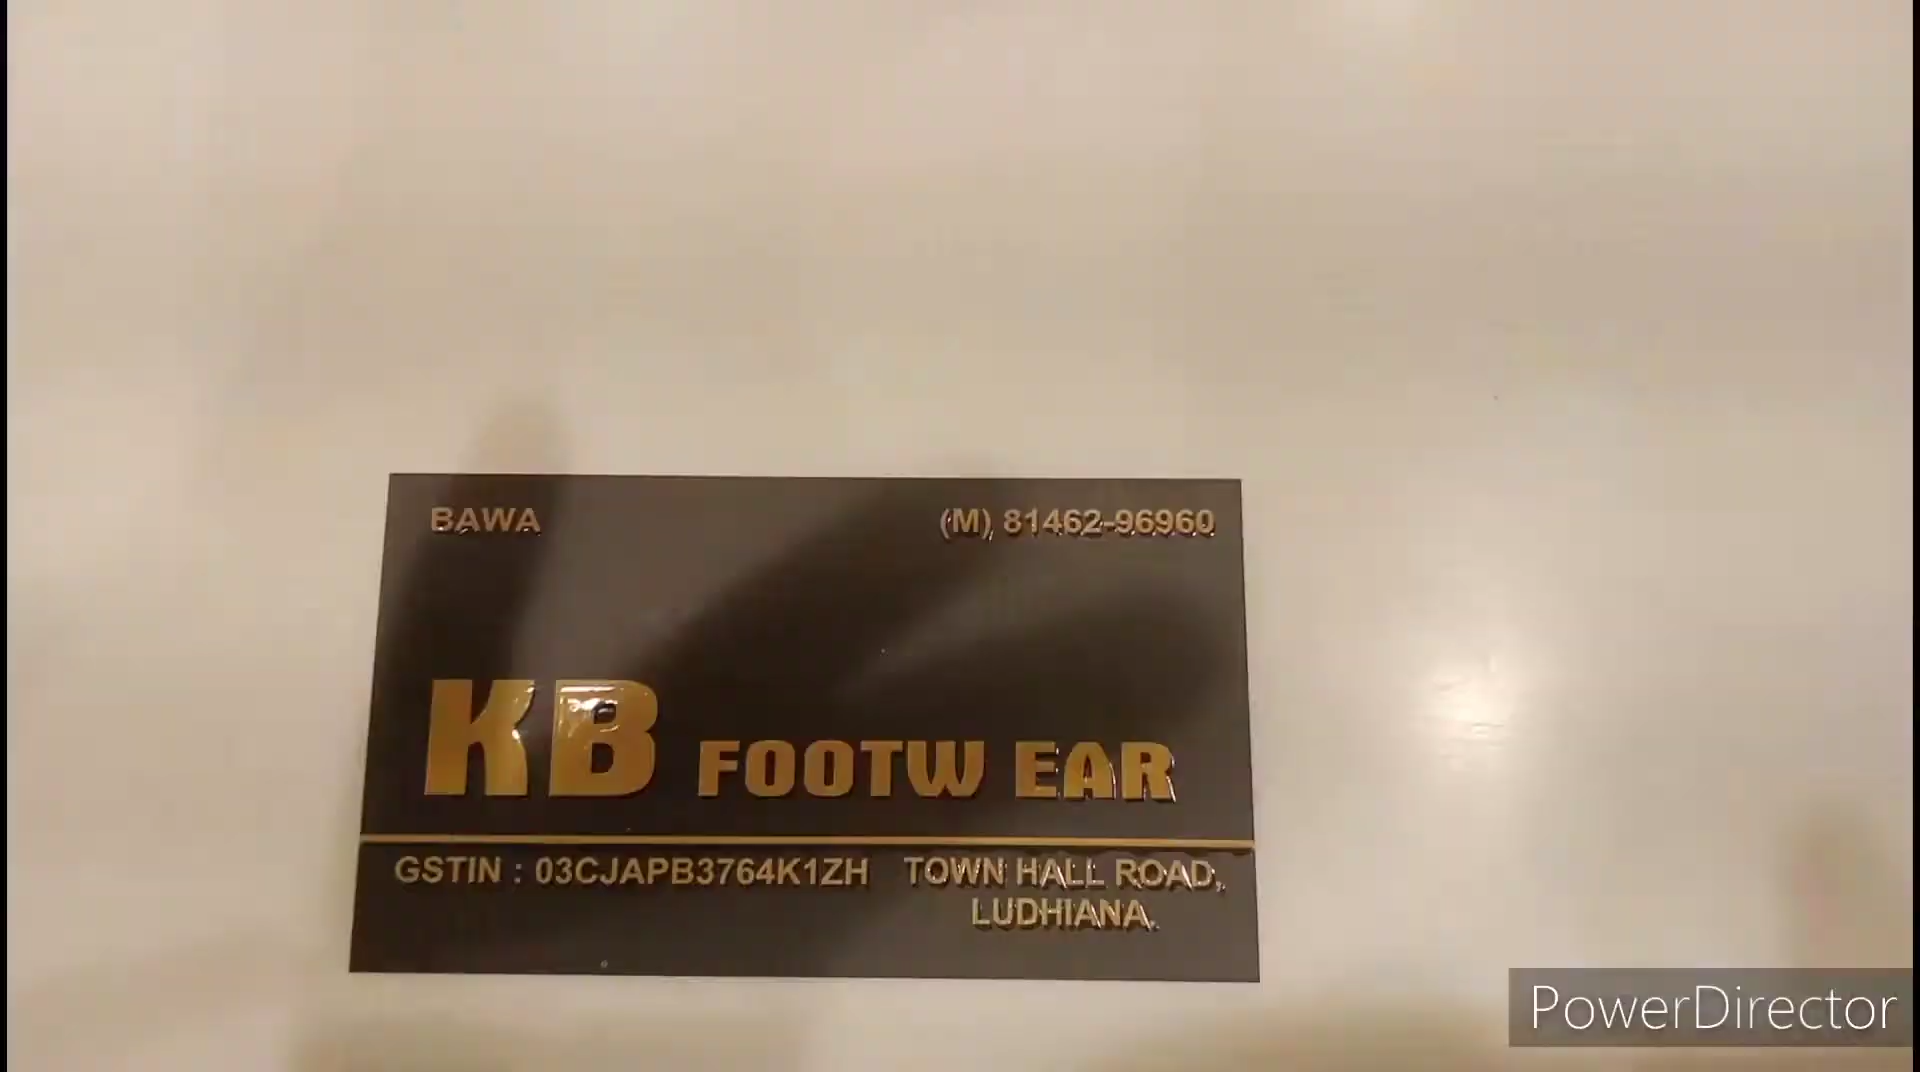 BAWA (M) 81462-96960
KB FOOTW EAR
GSTIN : 03CJAPB3764K1ZH TOWN HALL ROAD,
LUDHIANA.
PowerDirector